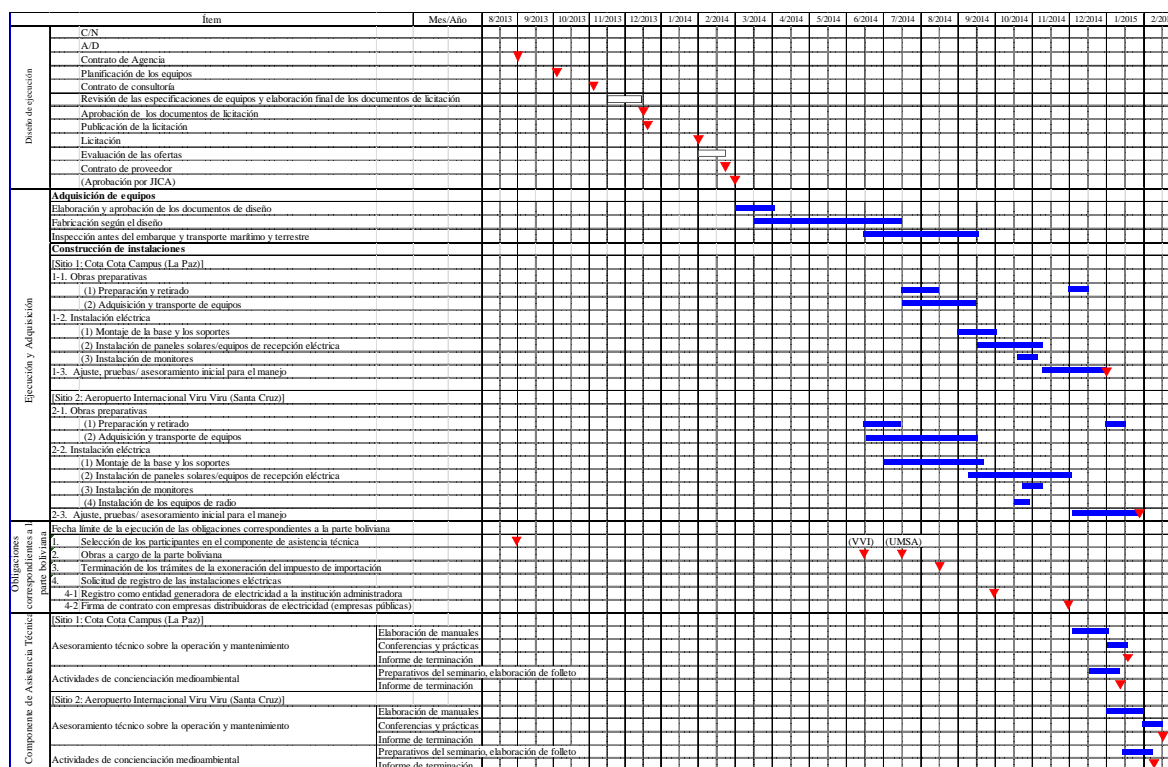 Ítem Mes/Año 8/2013 9/2013 10/2013 11/2013 12/2013 1/2014 2/2014 3/2014 4/2014 5/2014 6/2014 7/2014 8/2014 9/2014 10/2014 11/2014 12/2014 1/2015
Diseño de ejecución
C/N
A/D
Contrato de Agencia
Planificación de los equipos
Contrato de consultoría
Revisión de las especificaciones de equipos y elaboración final de los documentos de licitación
Aprobación de los documentos de licitación
Publicación de la licitación
Licitación
Evaluación de las ofertas
Contrato de proveedor
(Aprobación por JICA)
Ejecución y Adquisición
Adquisición de equipos
Elaboración y aprobación de los documentos de diseño
Fabricación según el diseño
Inspección antes del embarque y transporte marítimo y terrestre
Construcción de instalaciones
[Sitio 1: Cota Cota Campus (La Paz)]
1-1. Obras preparativas
(1) Preparación y retirado
(2) Adquisición y transporte de equipos
1-2. Instalación eléctrica
(1) Montaje de la base y los soportes
(2) Instalación de paneles solares/equipos de recepción eléctrica
(3) Instalación de monitores
1-3. Ajuste, pruebas/ asesoramiento inicial para el manejo
[Sitio 2: Aeropuerto Internacional Viru Viru (Santa Cruz)]
2-1. Obras preparativas
(1) Preparación y retirado
(2) Adquisición y transporte de equipos
2-2. Instalación eléctrica
(1) Montaje de la base y los soportes
(2) Instalación de paneles solares/equipos de recepción eléctrica
(3) Instalación de monitores
(4) Instalación de los equipos de radio
2-3. Ajuste, pruebas/ asesoramiento inicial para el manejo
Obligaciones
correspondientes a la
parte boliviana
Fecha límite de la ejecución de las obligaciones correspondientes a la parte boliviana
1. Selección de los participantes en el componente de asistencia técnica (VVI) (UMSA)
2. Obras a cargo de la parte boliviana
3. Terminación de los trámites de la exoneración del impuesto de importación
4. Solicitud de registro de las instalaciones eléctricas
4-1 Registro como entidad generadora de electricidad a la institución administradora
4-2 Firma de contrato con empresas distribuidoras de electricidad (empresas públicas)
Componente de Asistencia Técnica
[Sitio 1: Cota Cota Campus (La Paz)]
Asesoramiento técnico sobre la operación y mantenimiento
Elaboración de manuales
Conferencias y prácticas
Informe de terminación
Actividades de concienciación medioambiental
Preparativos del seminario, elaboración de folleto
Informe de terminación
[Sitio 2: Aeropuerto Internacional Viru Viru (Santa Cruz)]
Asesoramiento técnico sobre la operación y mantenimiento
Elaboración de manuales
Conferencias y prácticas
Informe de terminación
Actividades de concienciación medioambiental
Preparativos del seminario, elaboración de folleto
Informe de terminación